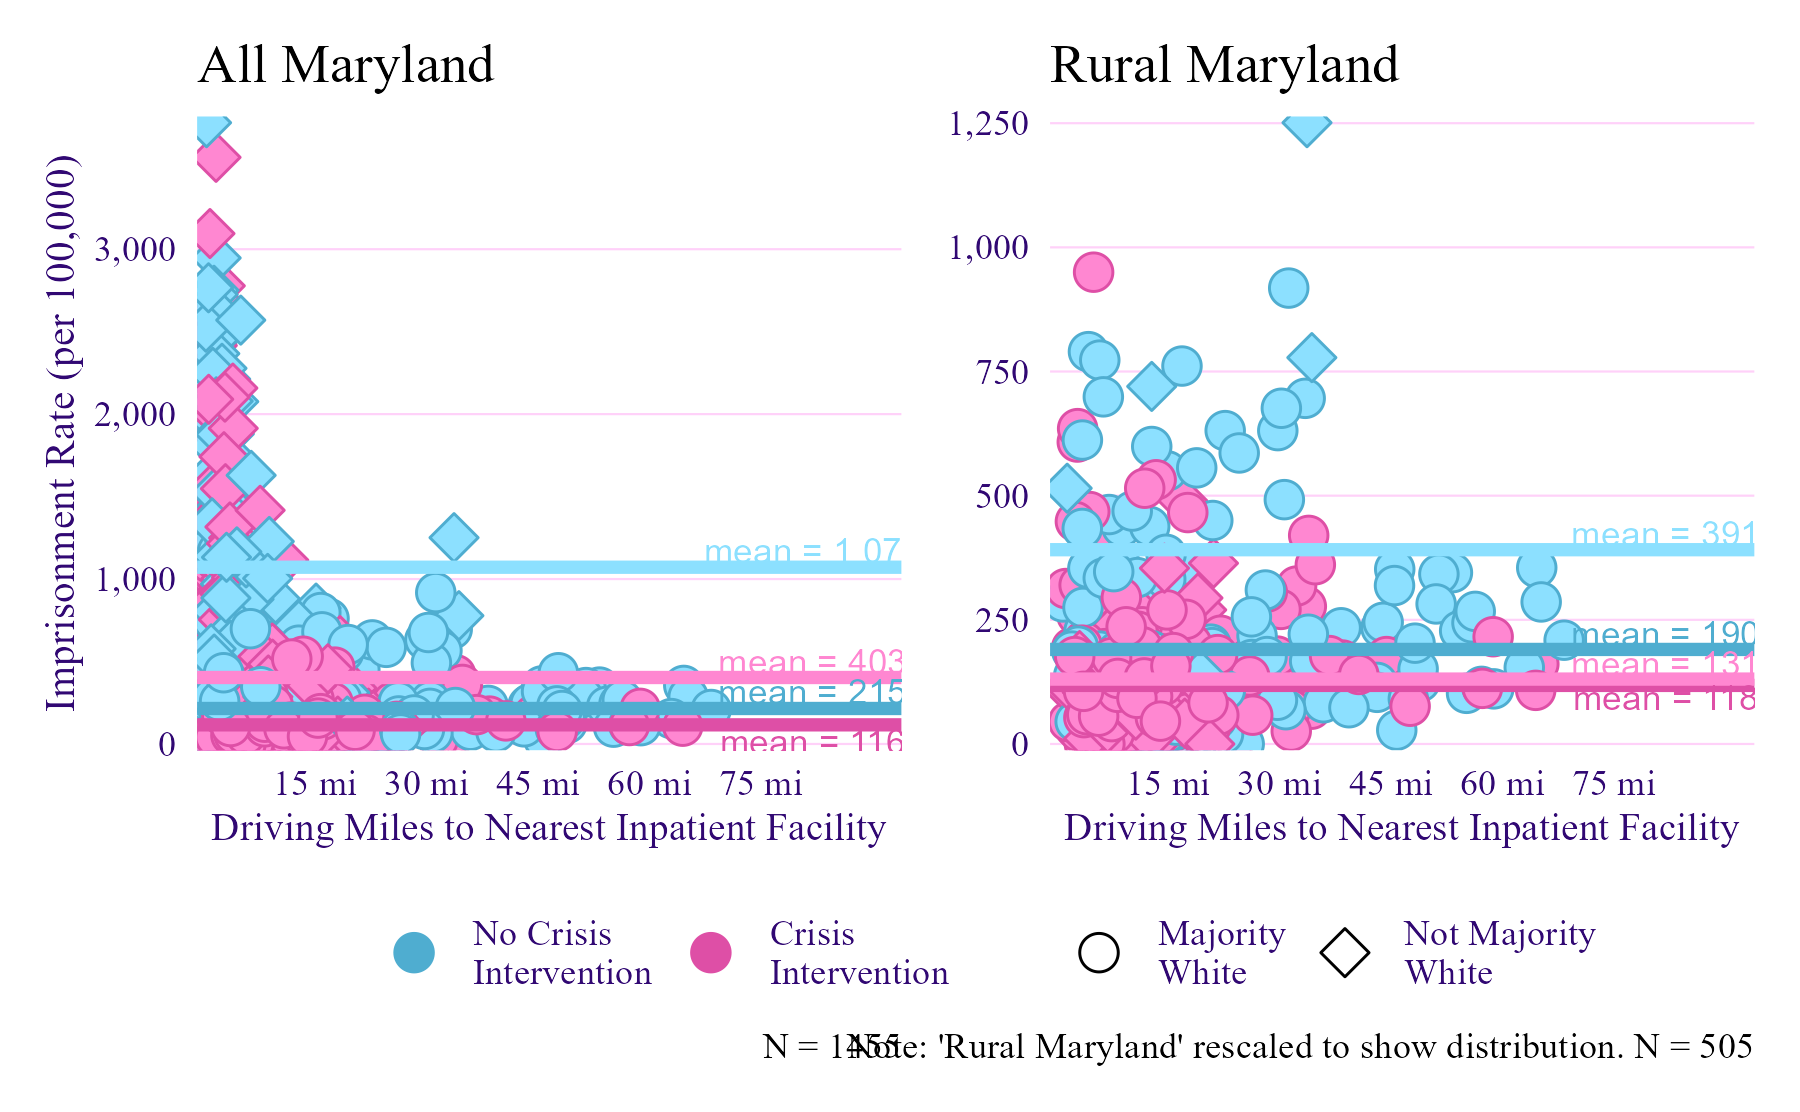 All Maryland
Rural Maryland
Imprisonment Rate (per 100,000)
3,000
2,000
1,000
0
mean = 1 07
mean = 403
mean = 215
mean = 116
15 mi 30 mi 45 mi 60 mi 75 mi
Driving Miles to Nearest Inpatient Facility
1,250
1,000
750
500
250
0
mean = 391
mean = 190
mean = 131
mean = 118
15 mi 30 mi 45 mi 60 mi 75 mi
Driving Miles to Nearest Inpatient Facility
No Crisis
Intervention
Crisis
Intervention
Majority
White
Not Majority
White
N = 1455
Note: 'Rural Maryland' rescaled to show distribution. N = 505